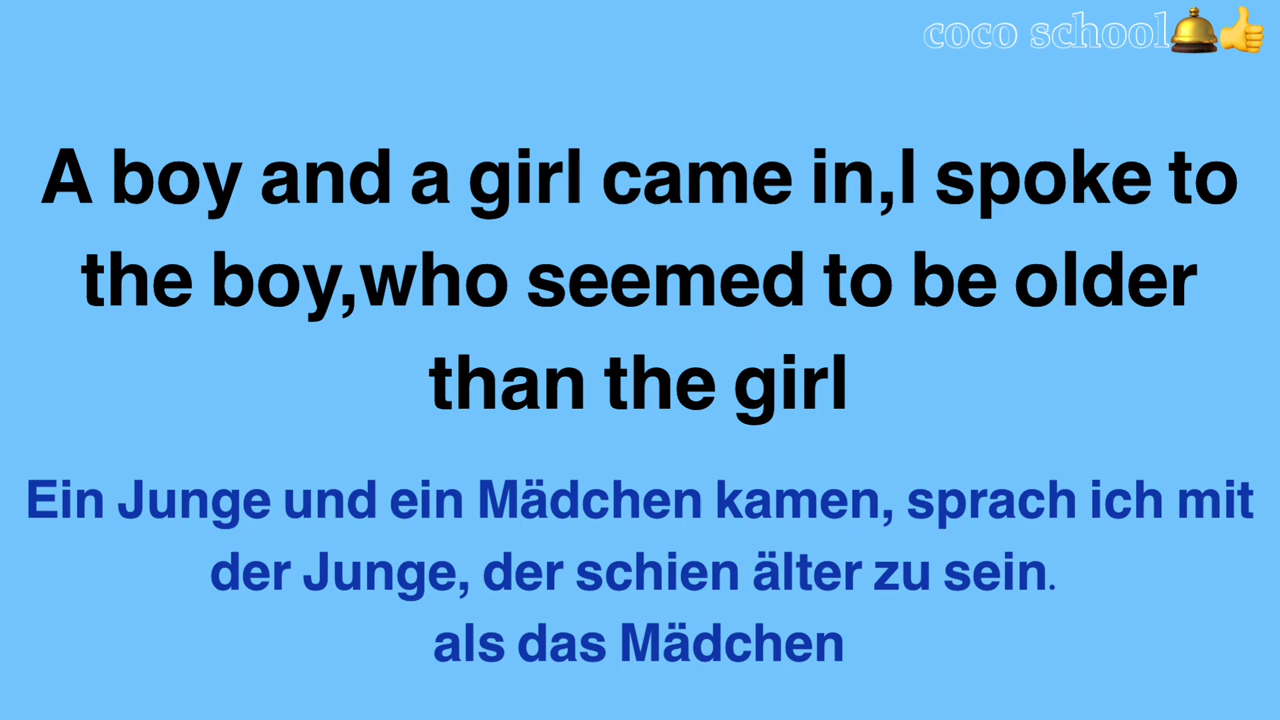 coco school🛎️👍
A boy and a girl came in,I spoke to
the boy,who seemed to be older
than the girl
Ein Junge und ein Mädchen kamen, sprach ich mit
der Junge, der schien älter zu sein.
als das Mädchen